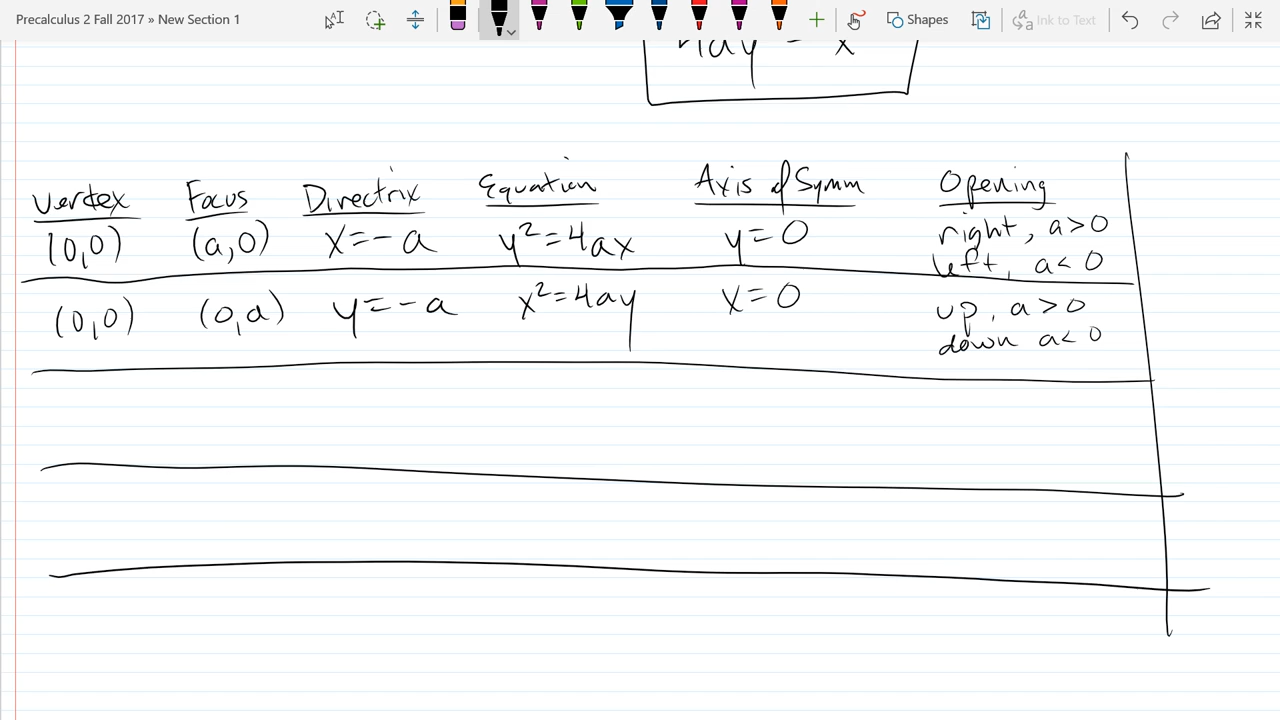 Precalculus 2 Fall 2017 » New Section 1 Shapes Ink to Text
4ay = x
Vertex Focus Directrix Equation Axis of Symm Opening
(0,0) (a,0) x=-a y²=4ax y=0 right, a>0
left, a<0
(0,0) (0,a) y=-a x²=4ay x=0 up, a>0
down a<0